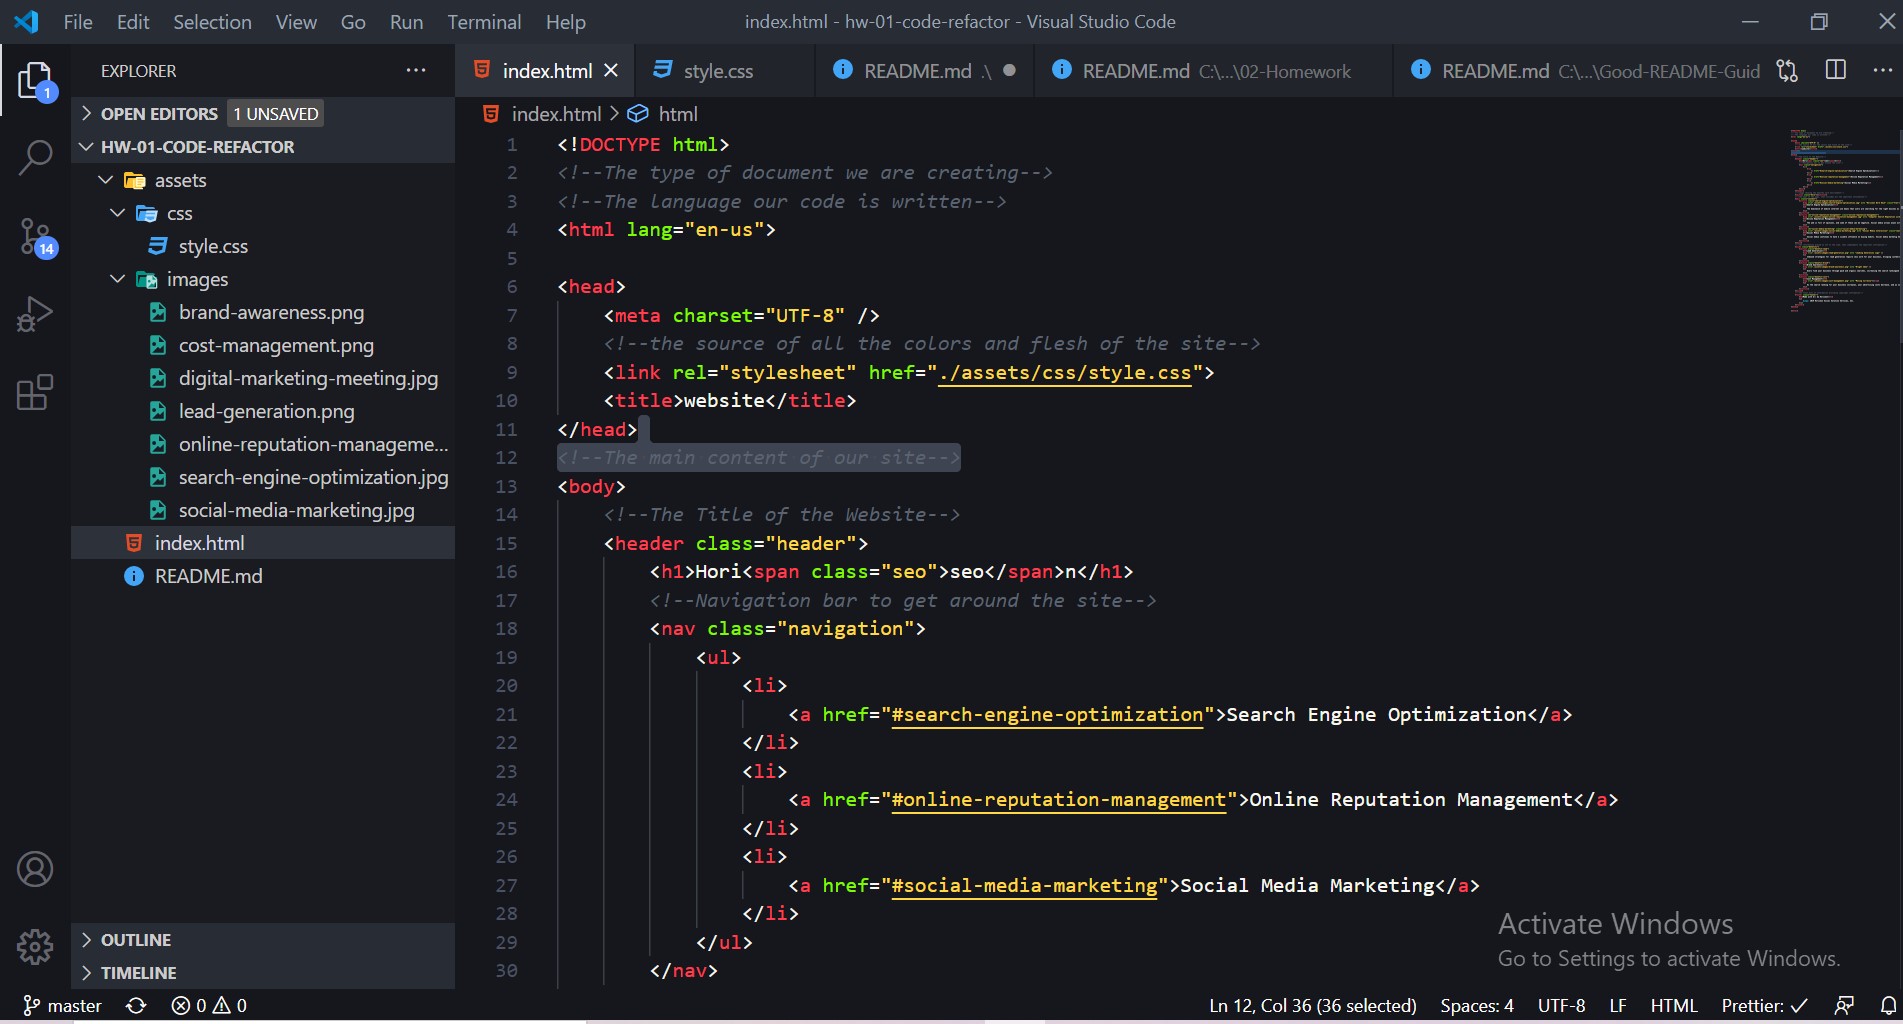 File Edit Selection View Go Run Terminal Help index.html - hw-01-code-refactor - Visual Studio Code
EXPLORER ···
1
OPEN EDITORS 1 UNSAVED
HW-01-CODE-REFACTOR
assets
css
style.css
14
images
brand-awareness.png
cost-management.png
digital-marketing-meeting.jpg
lead-generation.png
online-reputation-manageme...
search-engine-optimization.jpg
social-media-marketing.jpg
index.html
README.md
OUTLINE
TIMELINE
index.html style.css README.md .\ README.md C:\...\02-Homework README.md C:\...\Good-README-Guid ···
index.html > html
1 <!DOCTYPE html>
2 <!--The type of document we are creating-->
3 <!--The language our code is written-->
4 <html lang="en-us">
5
6 <head>
7 <meta charset="UTF-8" />
8 <!--the source of all the colors and flesh of the site-->
9 <link rel="stylesheet" href="./assets/css/style.css">
10 <title>website</title>
11 </head>
12 <!--The main content of our site-->
13 <body>
14 <!--The Title of the Website-->
15 <header class="header">
16 <h1>Hori<span class="seo">seo</span>n</h1>
17 <!--Navigation bar to get around the site-->
18 <nav class="navigation">
19 <ul>
20 <li>
21 <a href="#search-engine-optimization">Search Engine Optimization</a>
22 </li>
23 <li>
24 <a href="#online-reputation-management">Online Reputation Management</a>
25 </li>
26 <li>
27 <a href="#social-media-marketing">Social Media Marketing</a>
28 </li>
29 </ul>
30 </nav>
Activate Windows
Go to Settings to activate Windows.
master 0 0 Ln 12, Col 36 (36 selected) Spaces: 4 UTF-8 LF HTML Prettier: ✓